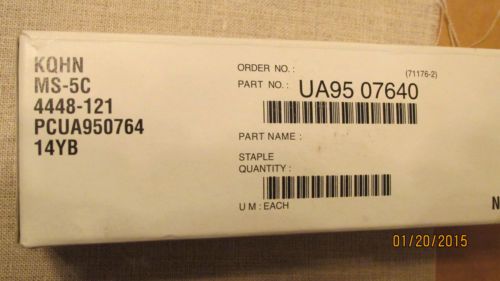 KQHN
MS-5C
4448-121
PCUA950764
14YB
ORDER NO. :
(71176-2)
PART NO. : UA95 07640
PART NAME :
STAPLE
QUANTITY :
U M : EACH
N
01/20/2015